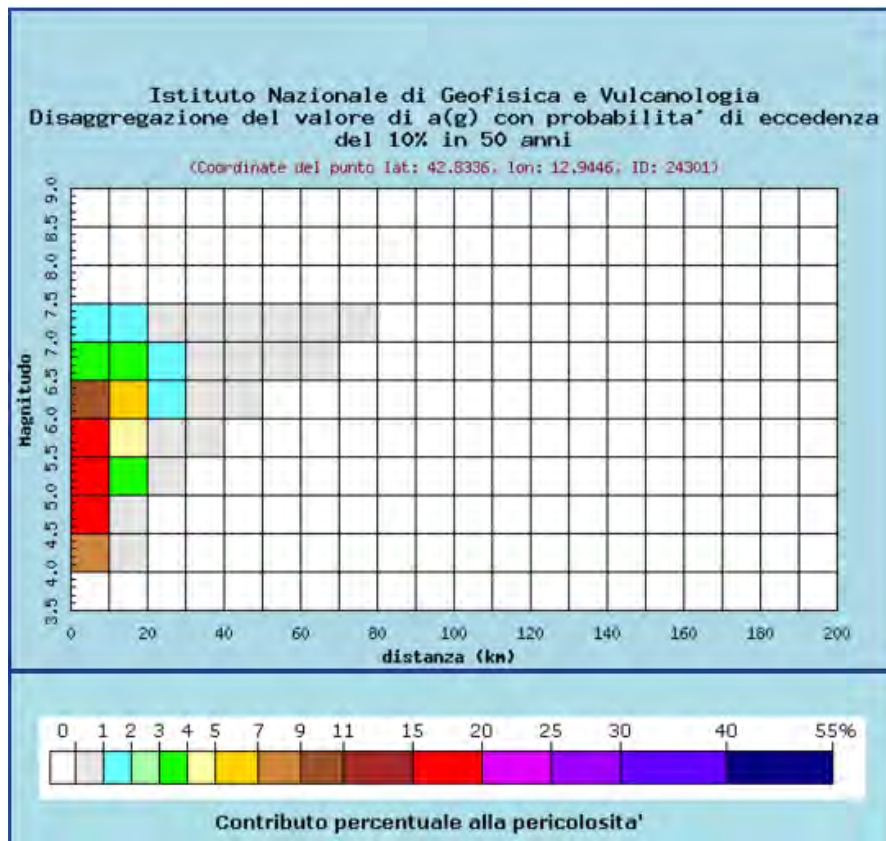 Istituto Nazionale di Geofisica e Vulcanologia
Disaggregazione del valore di a(g) con probabilita´ di eccedenza
del 10% in 50 anni
(Coordinate del punto lat: 42.8336, lon: 12.9446, ID: 24301)
9.0
8.5
8.0
7.5
7.0
6.5
6.0
5.5
5.0
4.5
4.0
3.5
Magnitudo
0 20 40 60 80 100 120 140 160 180 200
distanza (km)
0 1 2 3 4 5 7 9 11 15 20 25 30 40 55%
Contributo percentuale alla pericolosita'